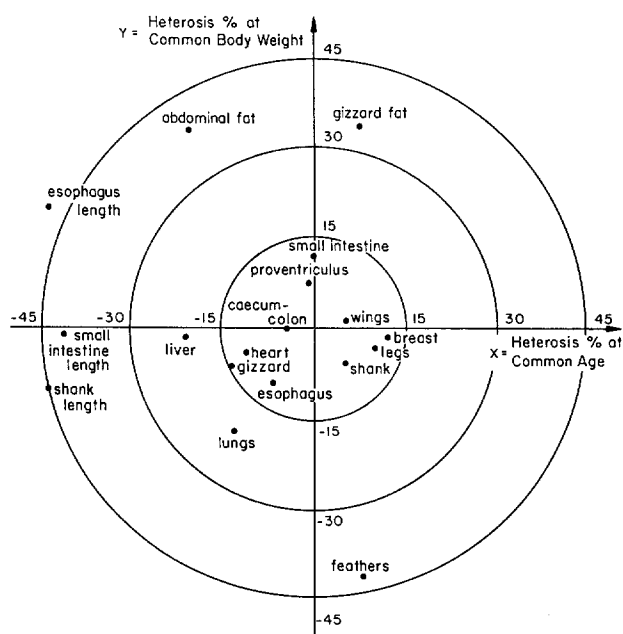 Y = Heterosis % at
Common Body Weight
45
abdominal fat
gizzard fat
30
esophagus
length
15
small intestine
proventriculus
caecum-
colon
wings
-45
-30
-15
15
30
45
small
intestine
length
liver
heart
gizzard
esophagus
breast
legs
shank
X = Heterosis % at
Common Age
shank
length
lungs
-15
-30
feathers
-45